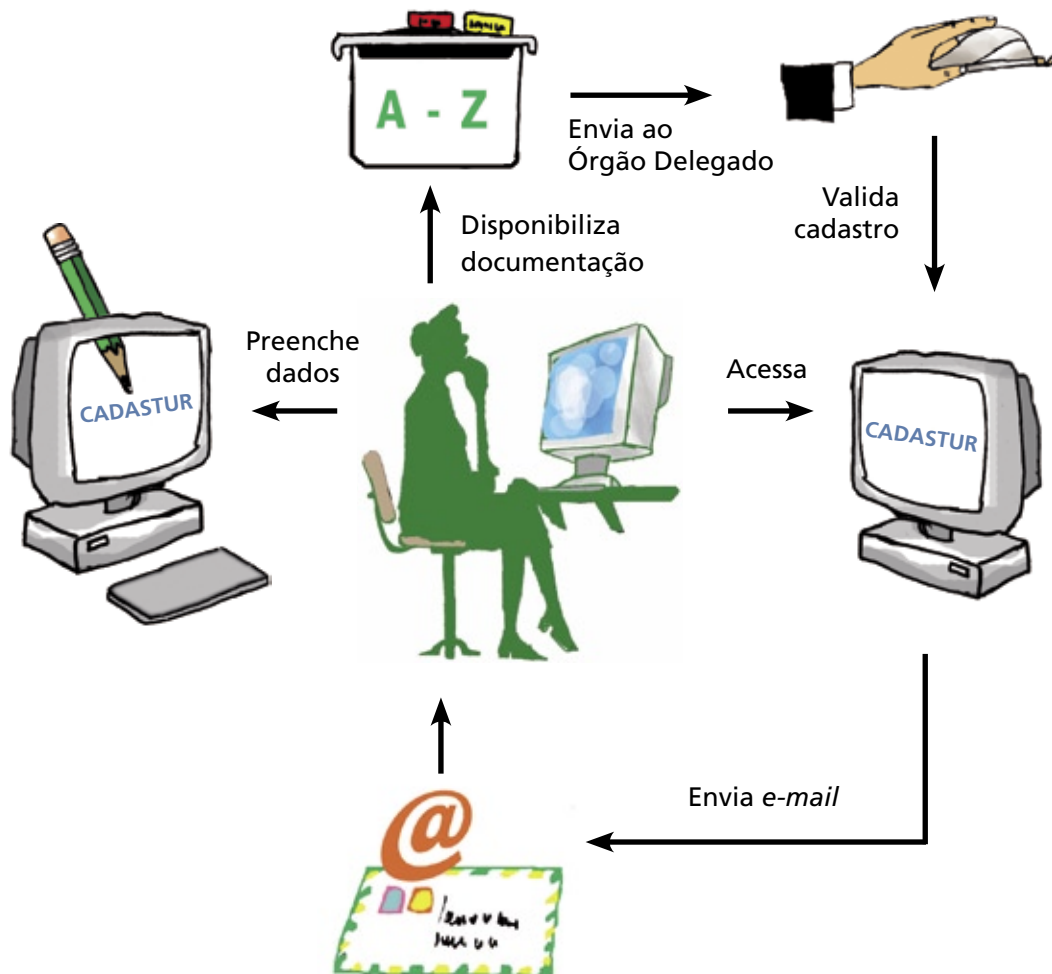 A - Z
Envia ao
Órgão Delegado
Valida
cadastro
Disponibiliza
documentação
Preenche
dados
CADASTUR
Acessa
CADASTUR
Envia e-mail
@